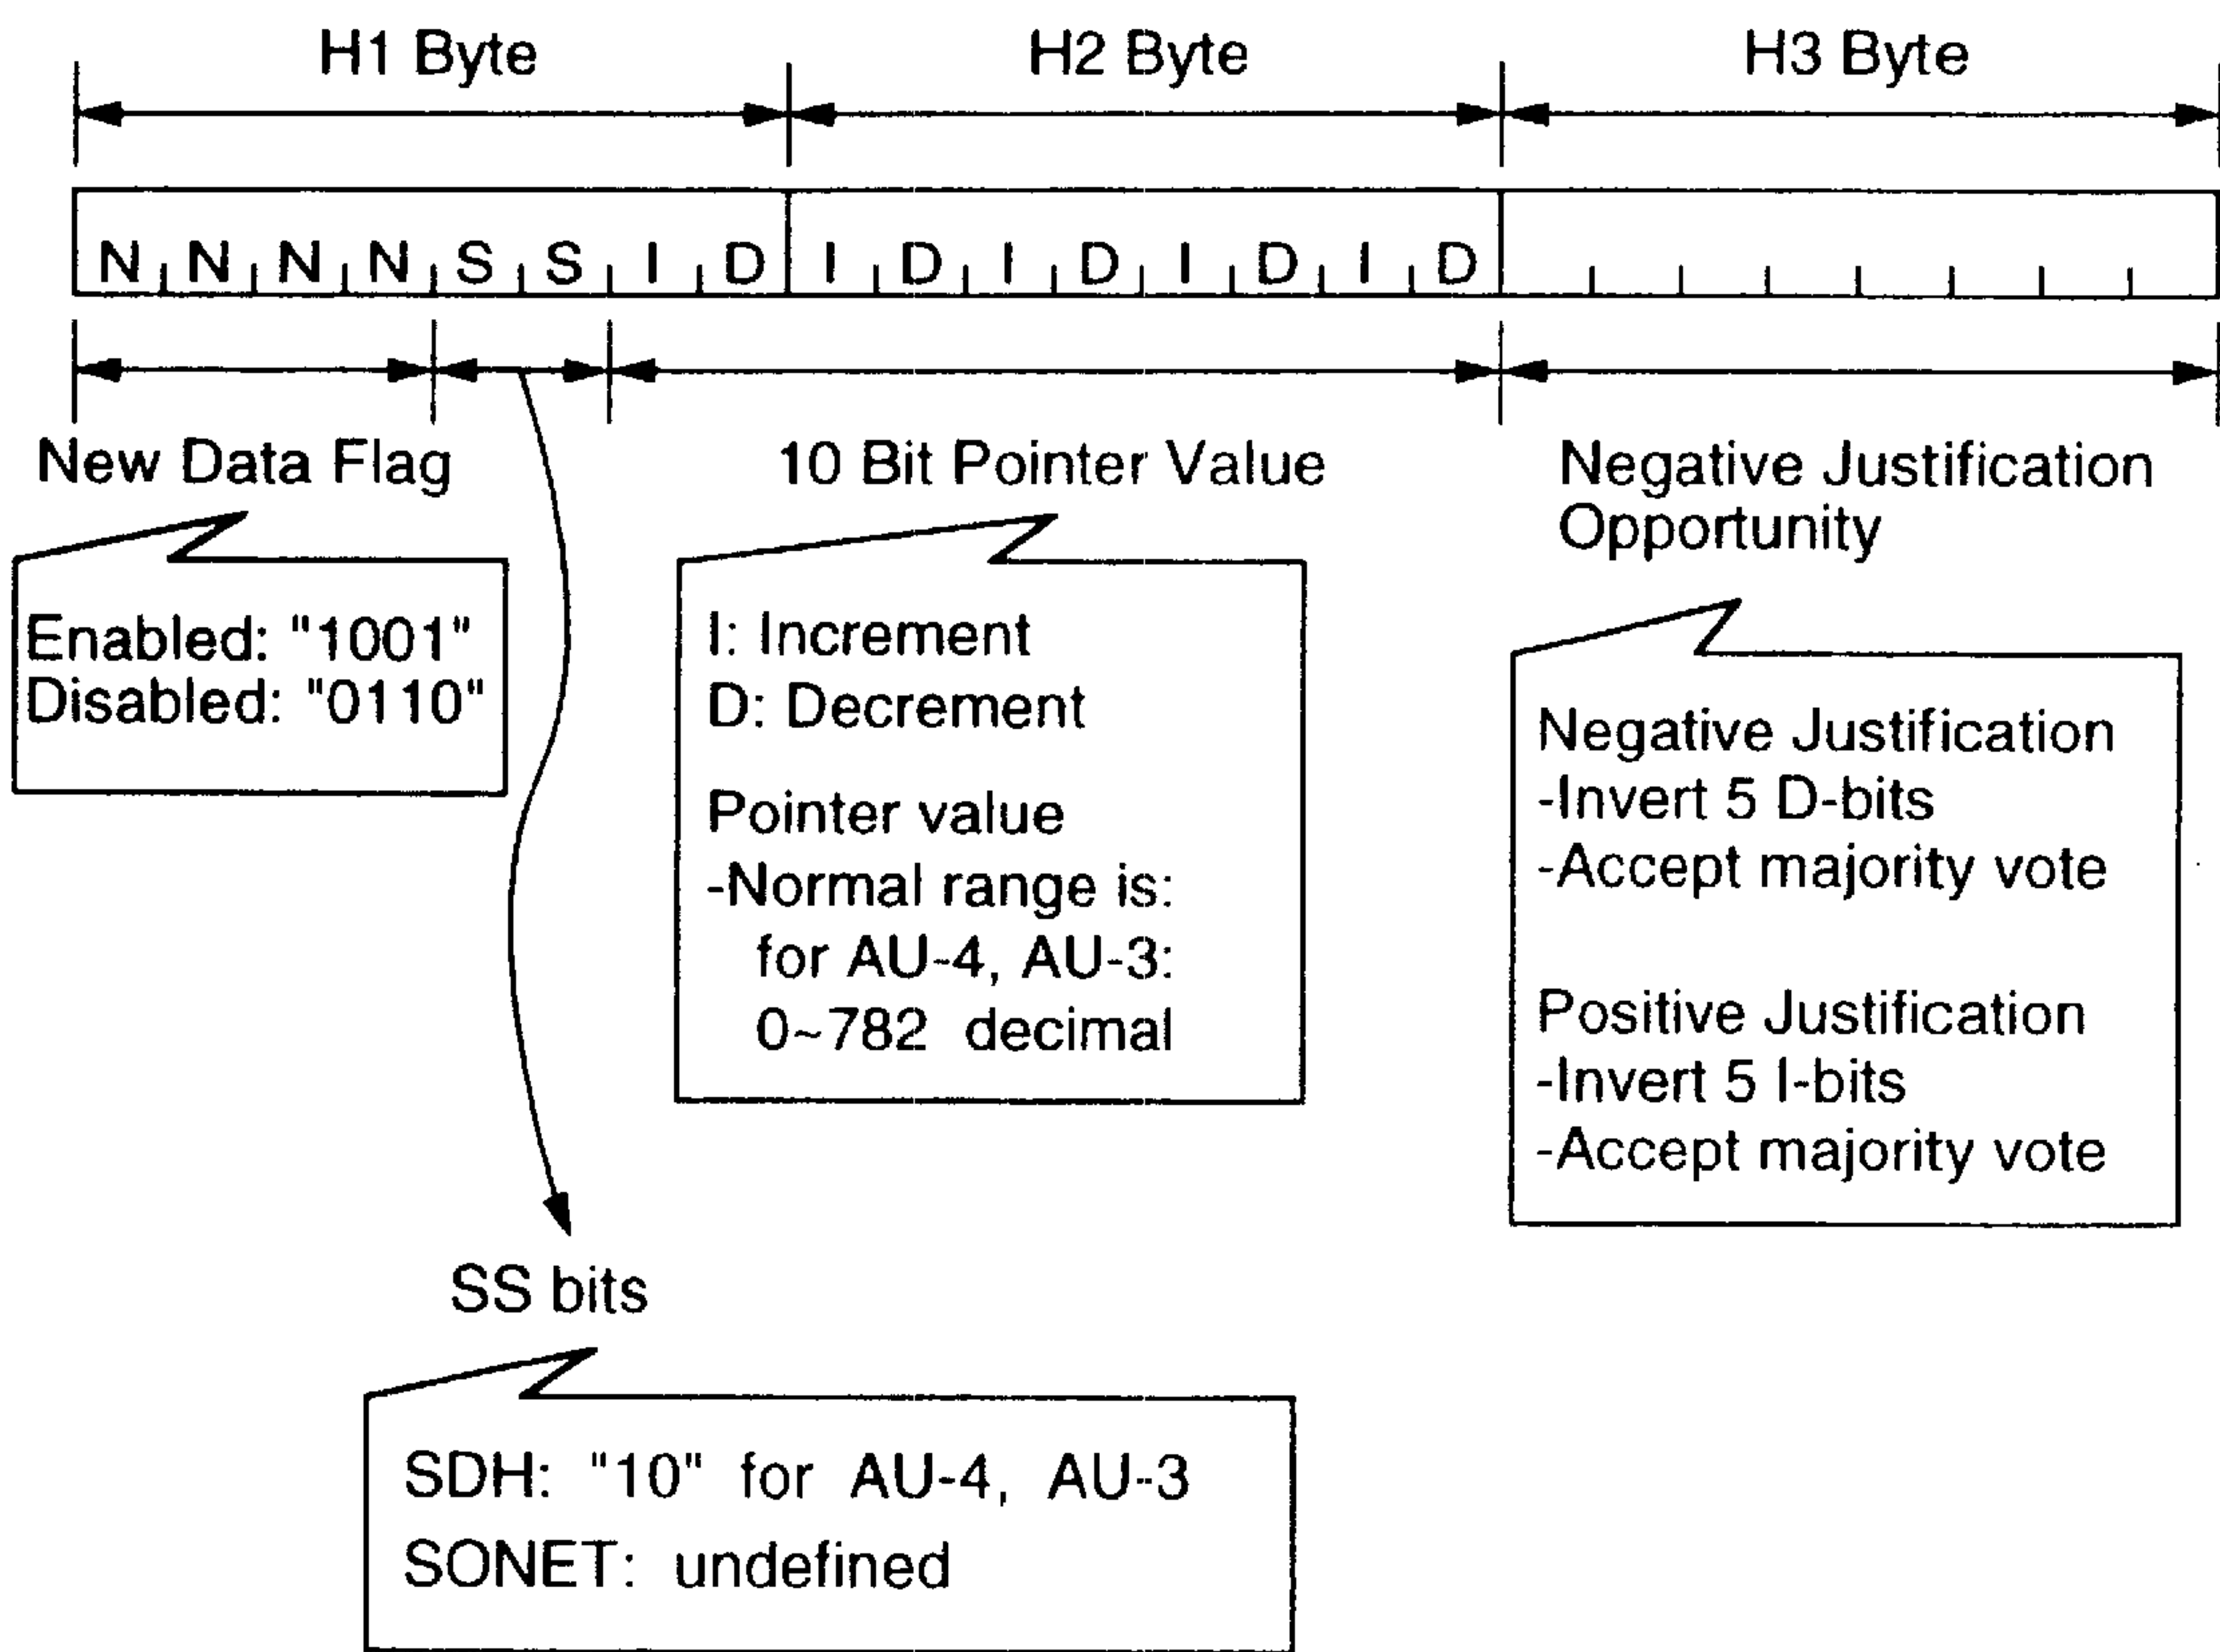 H1 Byte H2 Byte H3 Byte
N N N N S S I D I D I D I D I D
New Data Flag 10 Bit Pointer Value Negative Justification
Opportunity
Enabled: "1001"
Disabled: "0110"
I: Increment
D: Decrement
Pointer value
-Normal range is:
for AU-4, AU-3:
0~782 decimal
Negative Justification
-Invert 5 D-bits
-Accept majority vote
Positive Justification
-Invert 5 I-bits
-Accept majority vote
SS bits
SDH: "10" for AU-4, AU-3
SONET: undefined